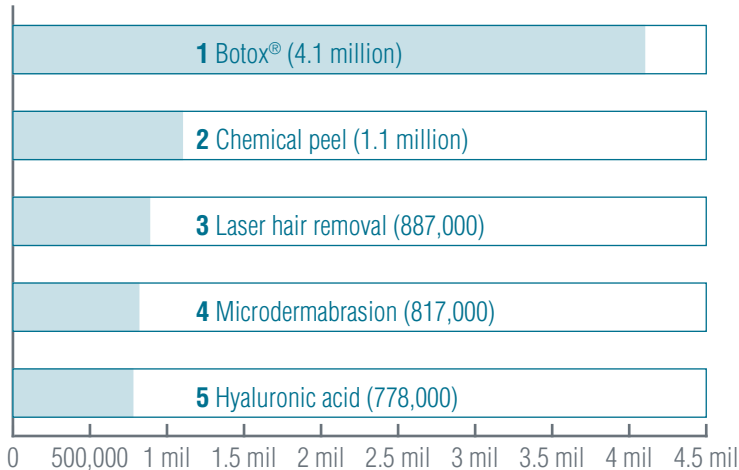 1 Botox® (4.1 million)
2 Chemical peel (1.1 million)
3 Laser hair removal (887,000)
4 Microdermabrasion (817,000)
5 Hyaluronic acid (778,000)
0 500,000 1 mil 1.5 mil 2 mil 2.5 mil 3 mil 3.5 mil 4 mil 4.5 mil